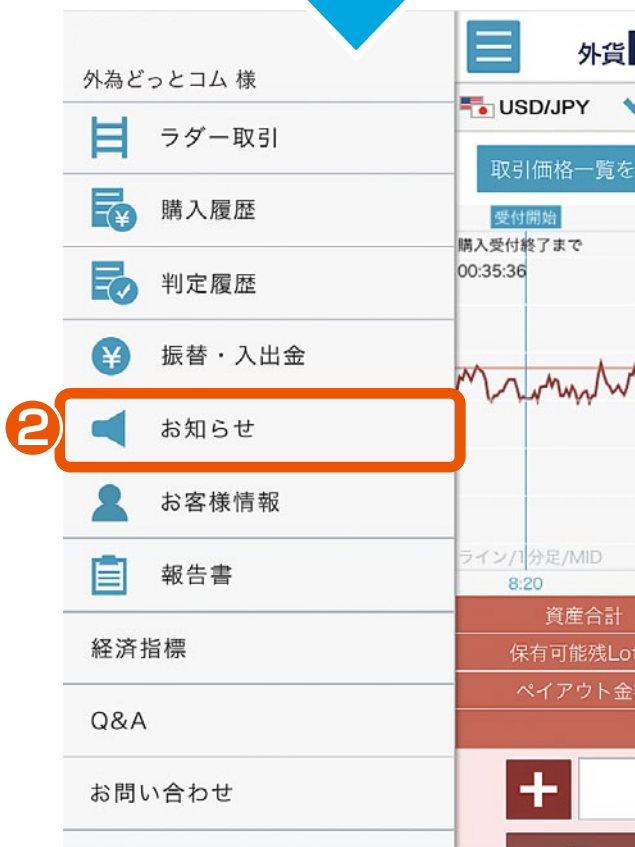 外為どっとコム 様
ラダー取引
購入履歴
判定履歴
振替・入出金
2
お知らせ
お客様情報
報告書
経済指標
Q&A
お問い合わせ
外貨
USD/JPY
取引価格一覧を
受付開始
購入受付終了まで
00:35:36
ライン/1分足/MID
8:20
資産合計
保有可能残Lot
ペイアウト金